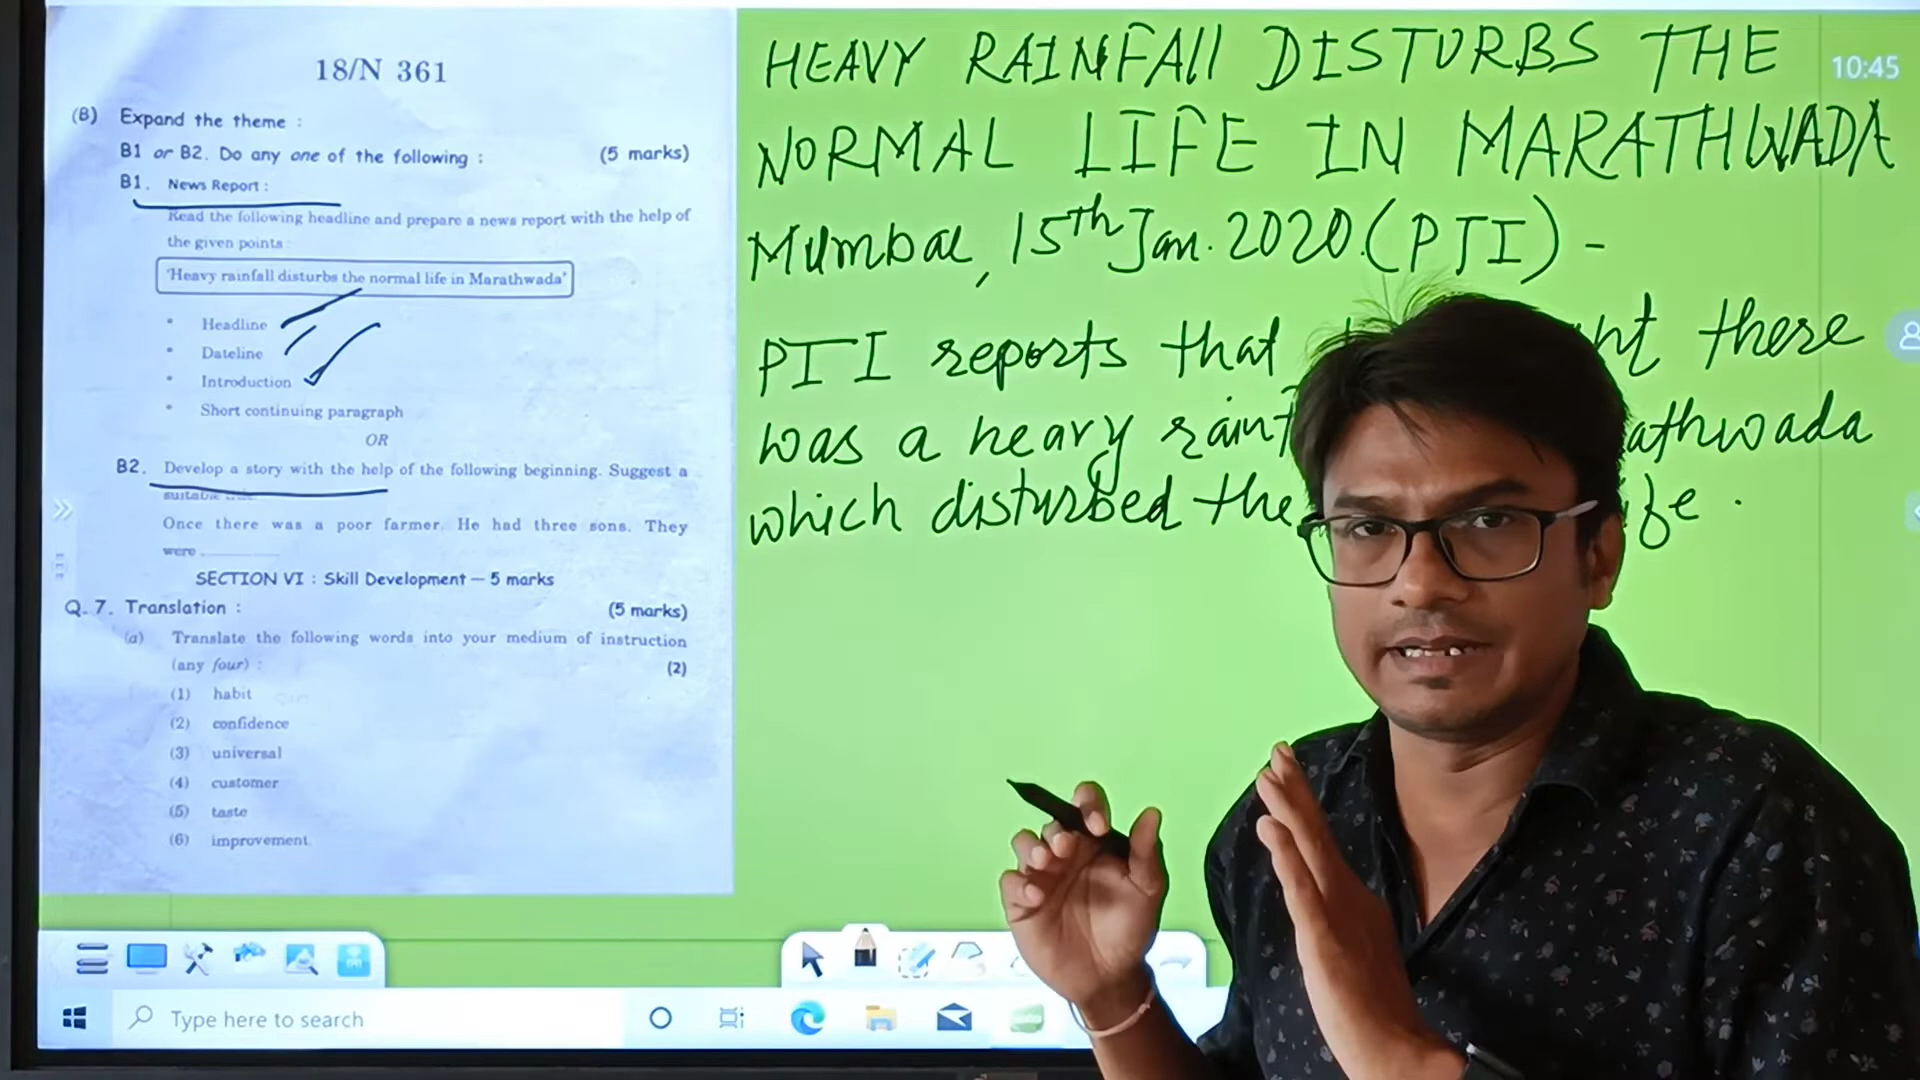 18/N 361
(B) Expand the theme :
B1 or B2. Do any one of the following : (5 marks)
B1. News Report :
Read the following headline and prepare a news report with the help of
the given points :
'Heavy rainfall disturbs the normal life in Marathwada'
• Headline
• Dateline
• Introduction
• Short continuing paragraph
OR
B2. Develop a story with the help of the following beginning. Suggest a
suitable
Once there was a poor farmer. He had three sons. They
were
SECTION VI : Skill Development — 5 marks
Q. 7. Translation : (5 marks)
(a) Translate the following words into your medium of instruction
(any four) : (2)
(1) habit
(2) confidence
(3) universal
(4) customer
(5) taste
(6) improvement
HEAVY RAINFAll DISTURBS THE
NORMAL LIFE IN MARATHWADA
Mumbai, 15th Jan. 2020.(PTI) -
PTI reports that there
was a heavy
which disturbed the
10:45
Type here to search